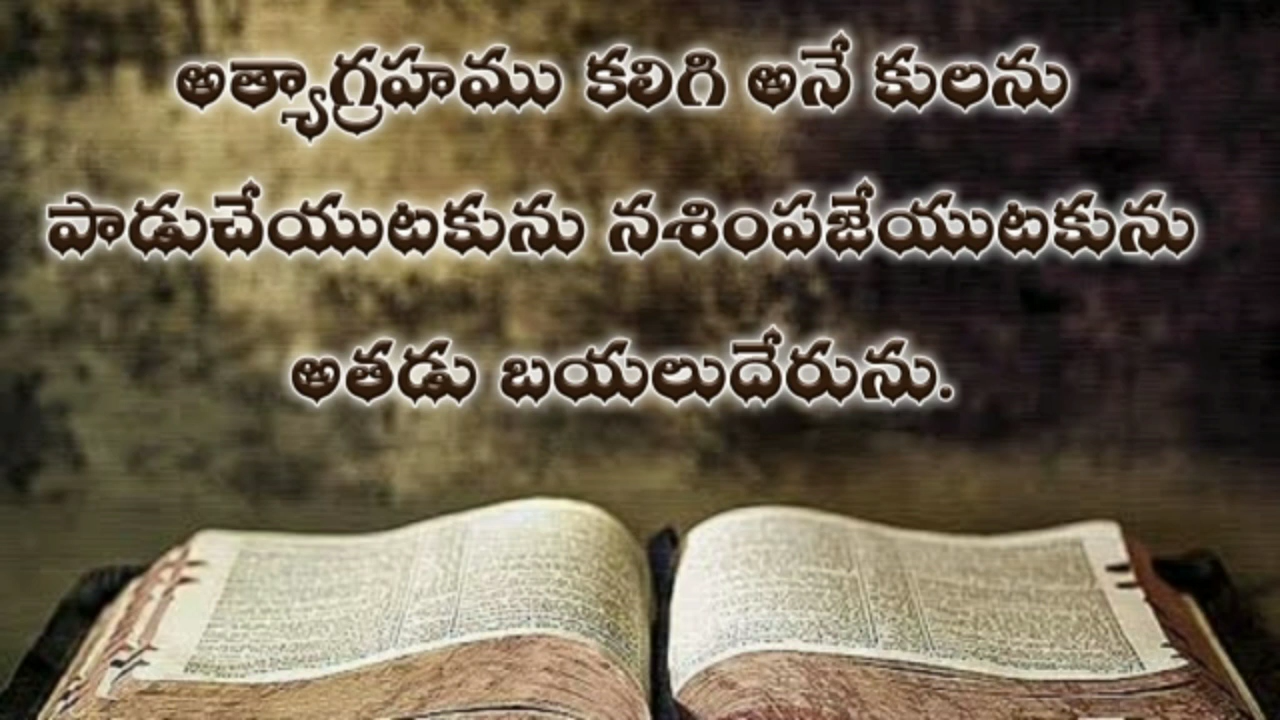 అత్యాగ్రహము కలిగి అనే కులను
పాడుచేయుటకును నశింపజేయుటకును
అతడు బయలుదేరును.